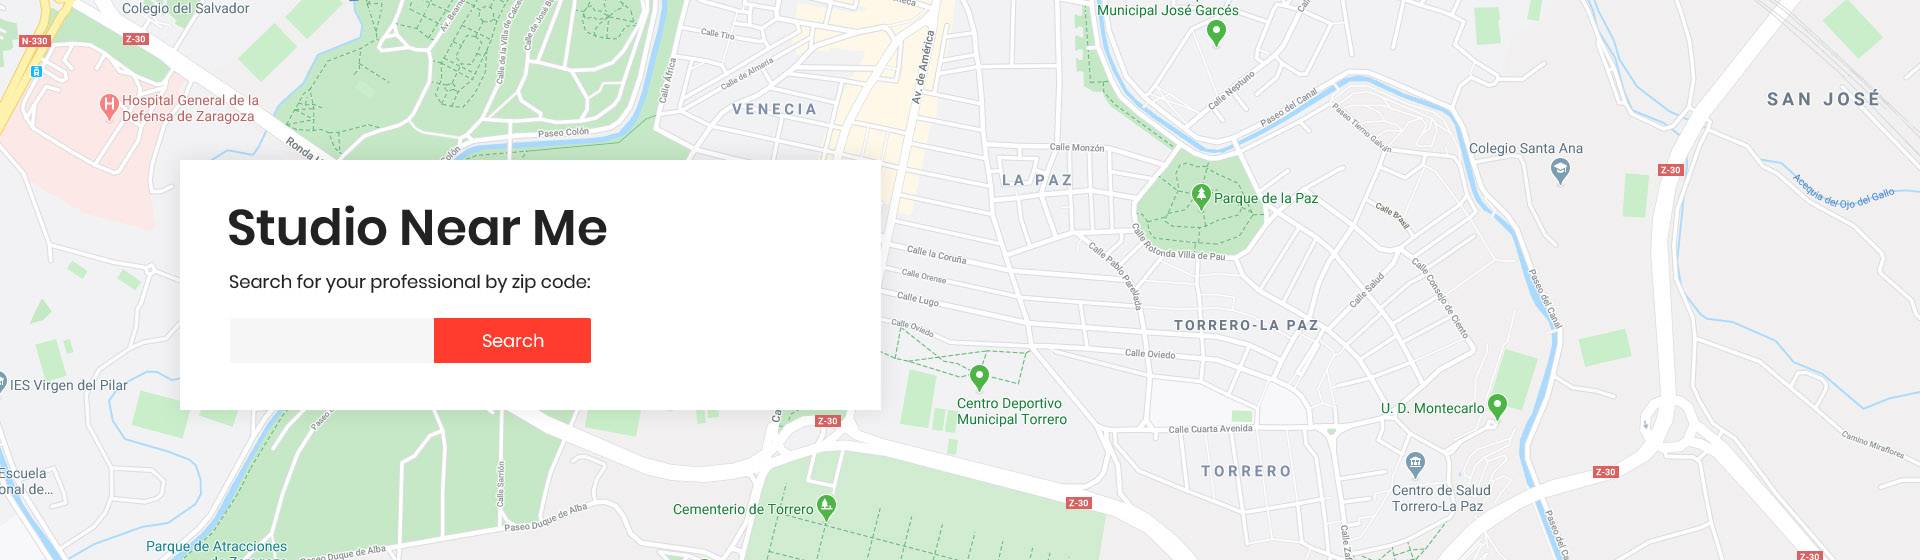 Colegio del Salvador
N-330
Z-30
Hospital General de la
Defensa de Zaragoza
Calle Tiro
Calle de Almeria
Calle África
VENECIA
Av. de América
Paseo Colón
Municipal José Garcés
Calle Neptuno
Paseo del Canal
Paseo Tierno Galván
SAN JOSÉ
Colegio Santa Ana
Z-30
Acequia del Ojo del Gallo
Calle Monzón
LA PAZ
Parque de la Paz
Calle Brasil
Calle Rotonda Villa de Pau
Calle Pablo Parellada
Calle la Coruña
Calle Orense
Calle Lugo
Calle Oviedo
Calle Salud
Calle Consejo de Ciento
Paseo del Canal
TORRERO-LA PAZ
Calle Oviedo
Studio Near Me
Search for your professional by zip code:
Search
IES Virgen del Pilar
Centro Deportivo
Municipal Torrero
U. D. Montecarlo
Z-30
Calle Cuarta Avenida
Camino Miraflores
TORRERO
Z-30
Escuela
onal de...
Calle Sarrión
Centro de Salud
Torrero-La Paz
Z-30
Cementerio de Torrero
Paseo Duque de Alba
Parque de Atracciones
Paseo Duque de Alba
Z-30